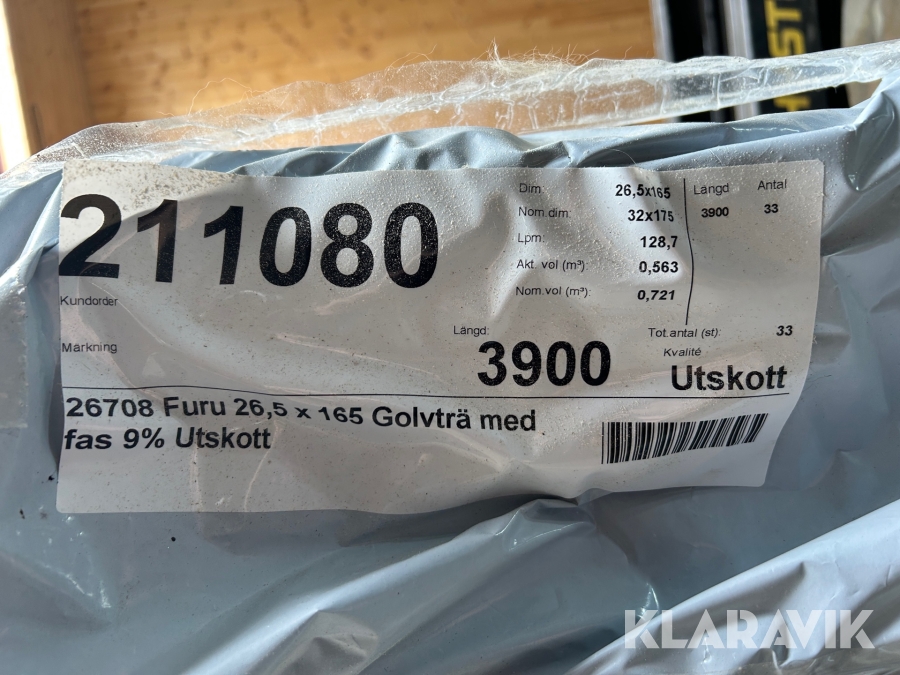 211080
Kundorder
Märkning
Dim: 26,5x165
Nom.dim: 32x175
Lpm: 128,7
Akt. vol (m³): 0,563
Nom.vol (m³): 0,721
Längd Antal
3900 33
Tot.antal (st): 33
Längd: 3900
Kvalité
Utskott
26708 Furu 26,5 x 165 Golvträ med
fas 9% Utskott
KLARAVIK